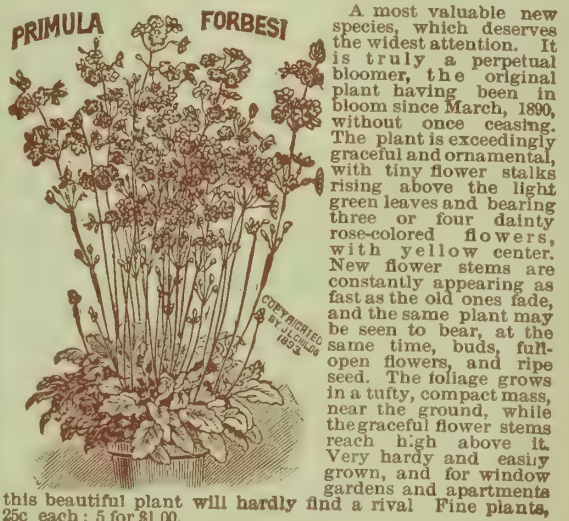 PRIMULA FORBESI
COPYRIGHTED
BY J.L. CHILDS
1893
A most valuable new
species, which deserves
the widest attention. It
is truly a perpetual
bloomer, the original
plant having been in
bloom since March, 1890,
without once ceasing.
The plant is exceedingly
graceful and ornamental,
with tiny flower stalks
rising above the light
green leaves and bearing
three or four dainty
rose-colored flowers,
with yellow center.
New flower stems are
constantly appearing as
fast as the old ones fade,
and the same plant may
be seen to bear, at the
same time, buds, full-
open flowers, and ripe
seed. The foliage grows
in a tufty, compact mass,
near the ground, while
the graceful flower stems
reach high above it.
Very hardy and easily
grown, and for window
gardens and apartments
this beautiful plant will hardly find a rival Fine plants,
25c each; 5 for $1.00.